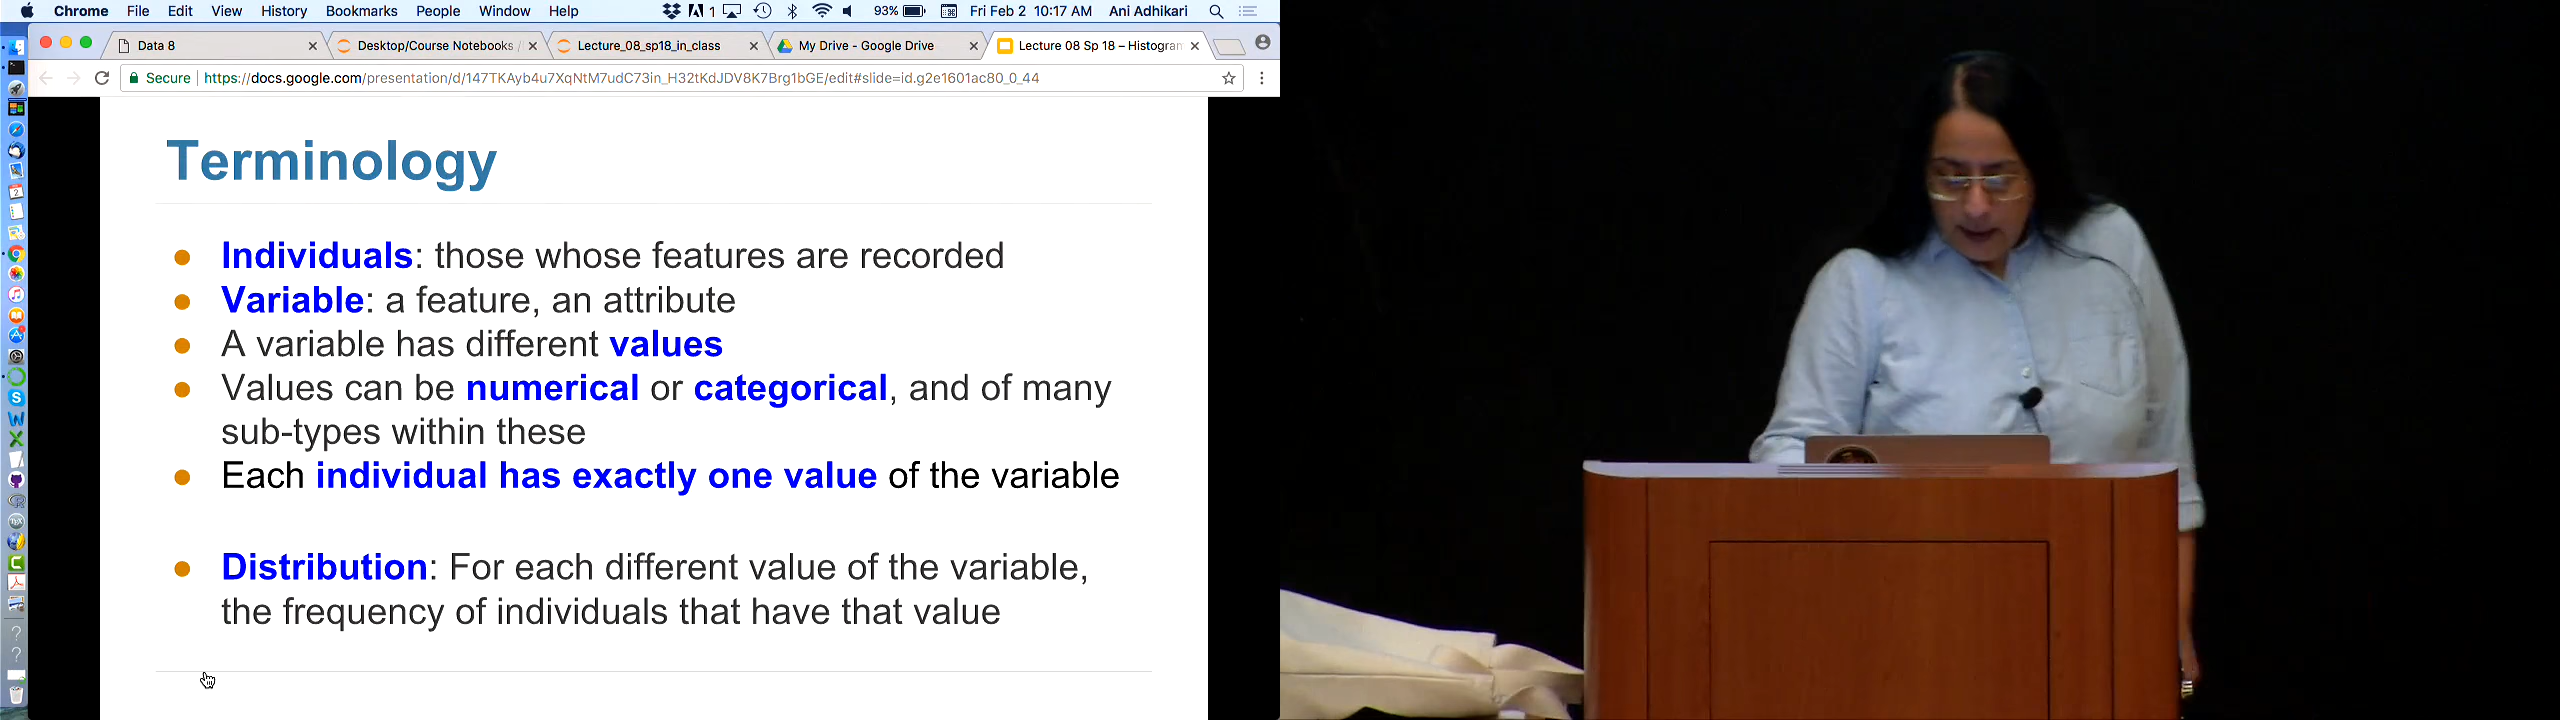 Chrome File Edit View History Bookmarks People Window Help 1 93% Fri Feb 2 10:17 AM Ani Adhikari
Data 8 Desktop/Course Notebooks / Lecture_08_sp18_in_class My Drive - Google Drive Lecture 08 Sp 18 – Histogram
Secure https://docs.google.com/presentation/d/147TKAyb4u7XqNtM7udC73in_H32tKdJDV8K7Brg1bGE/edit#slide=id.g2e1601ac80_0_44
Terminology
● Individuals: those whose features are recorded
● Variable: a feature, an attribute
● A variable has different values
● Values can be numerical or categorical, and of many
sub-types within these
● Each individual has exactly one value of the variable
● Distribution: For each different value of the variable,
the frequency of individuals that have that value